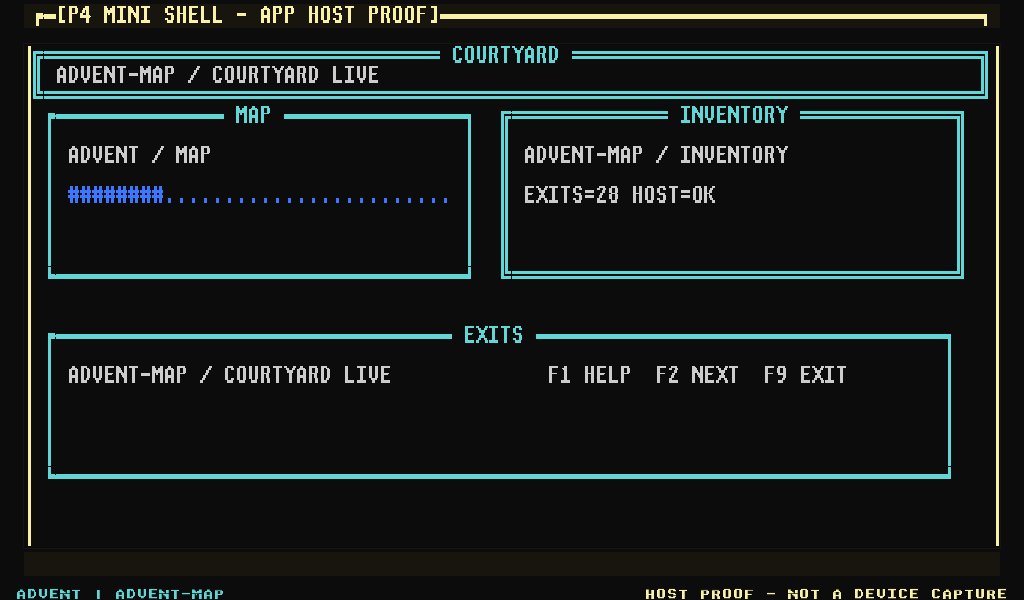 [P4 MINI SHELL - APP HOST PROOF]
COURTYARD
ADVENT-MAP / COURTYARD LIVE
MAP
ADVENT / MAP
########........................
INVENTORY
ADVENT-MAP / INVENTORY
EXITS=28 HOST=OK
EXITS
ADVENT-MAP / COURTYARD LIVE F1 HELP F2 NEXT F9 EXIT
ADVENT | ADVENT-MAP
HOST PROOF - NOT A DEVICE CAPTURE